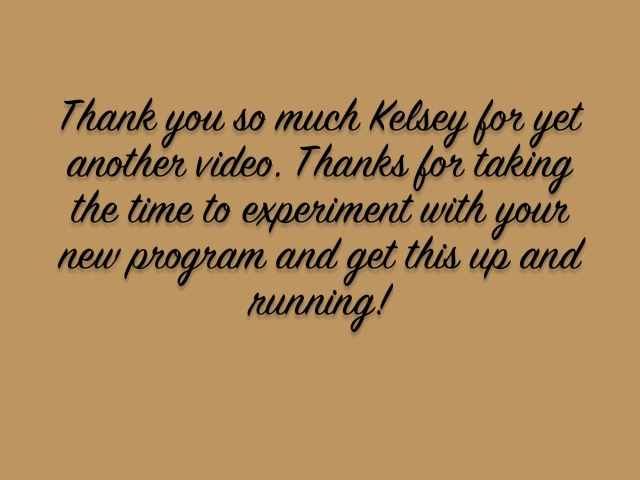 Thank you so much Kelsey for yet
another video. Thanks for taking
the time to experiment with your
new program and get this up and
running!